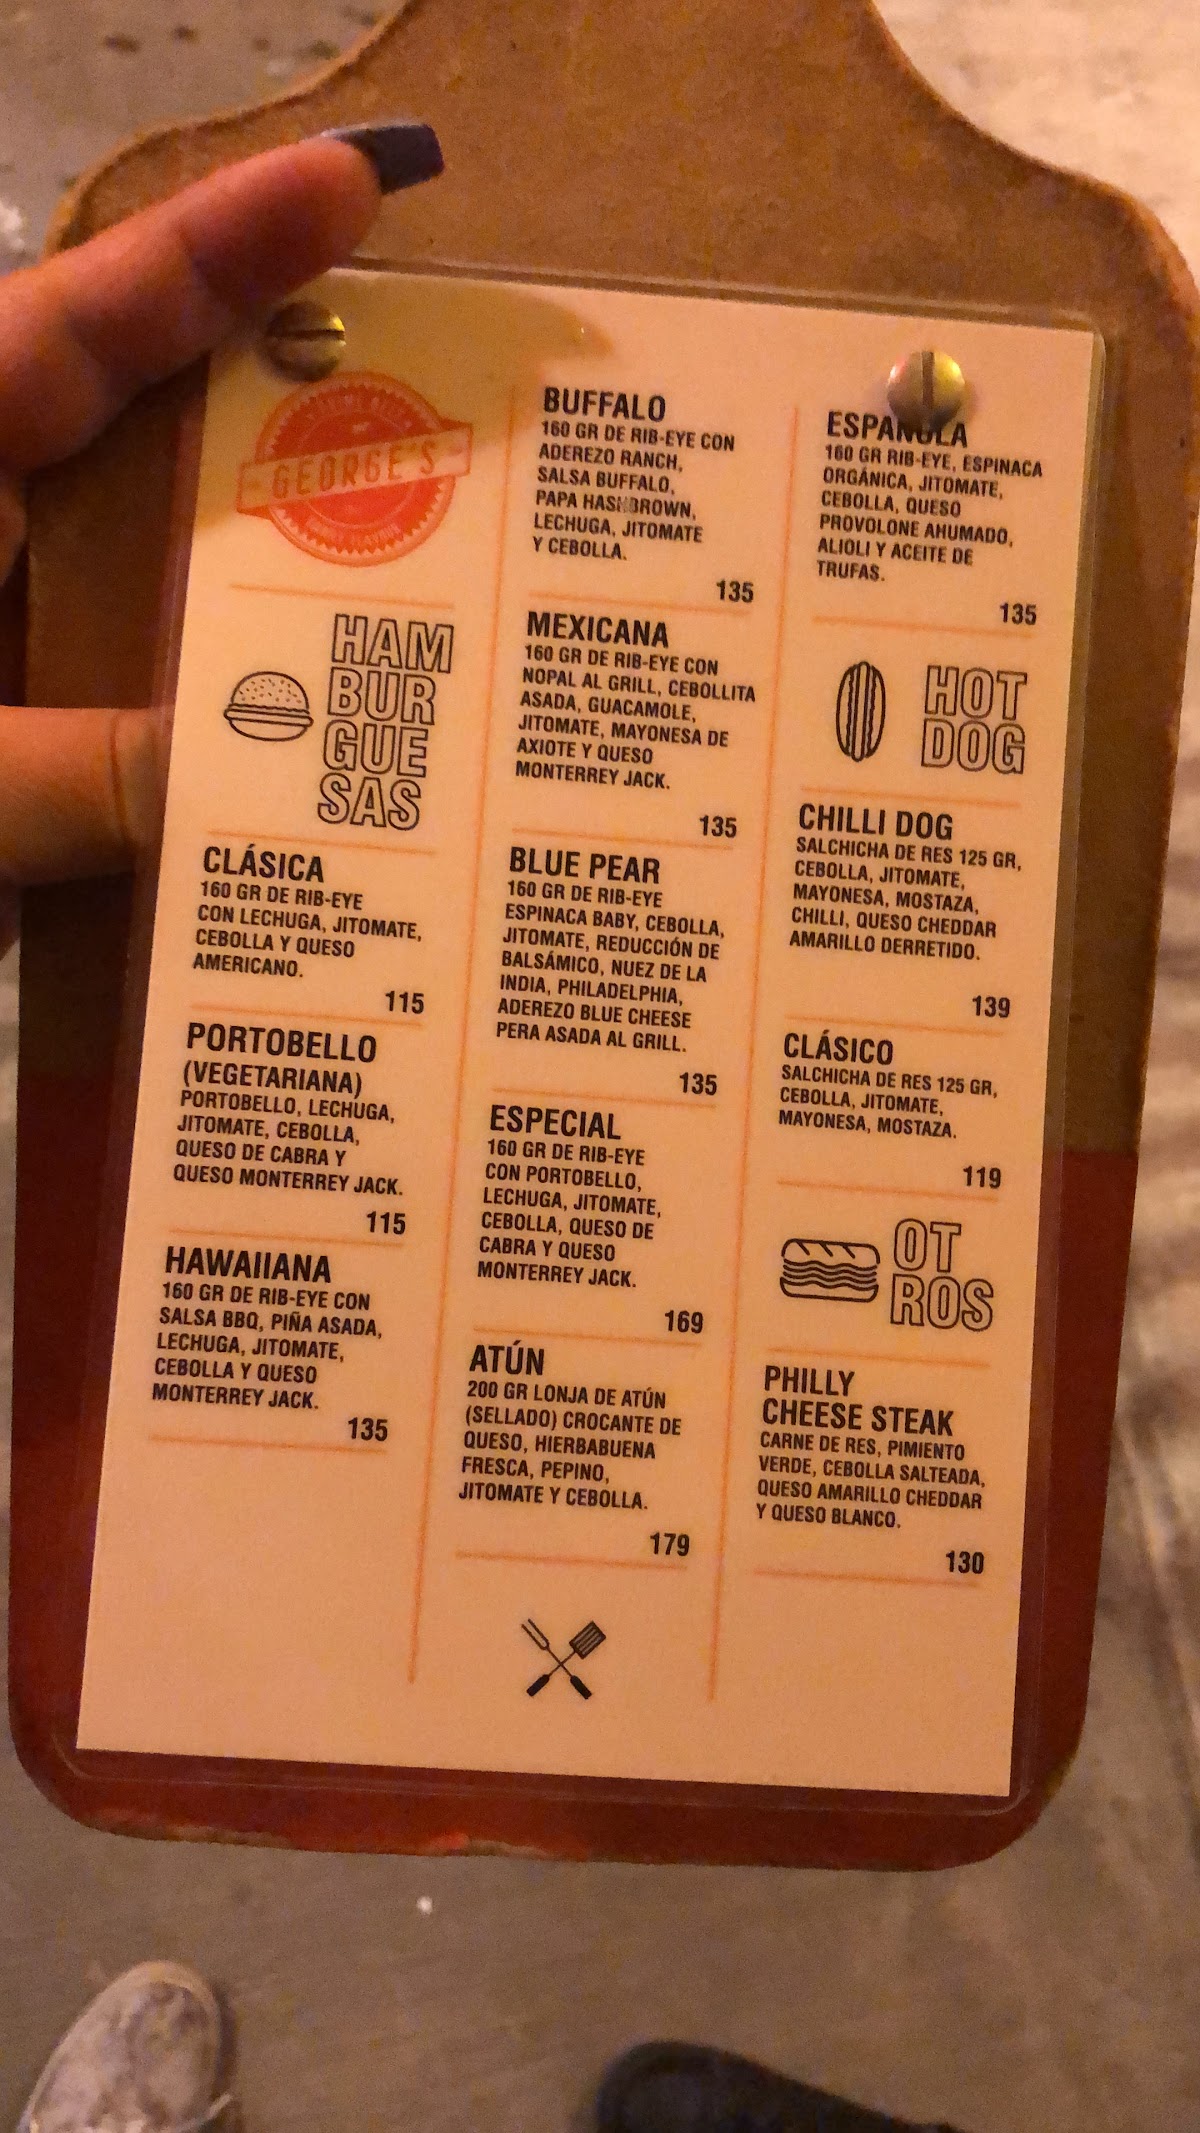 GEORGE'S
HAM
BUR
GUE
SAS
CLÁSICA
160 GR DE RIB-EYE
CON LECHUGA, JITOMATE,
CEBOLLA Y QUESO
AMERICANO.
115
PORTOBELLO
(VEGETARIANA)
PORTOBELLO, LECHUGA,
JITOMATE, CEBOLLA,
QUESO DE CABRA Y
QUESO MONTERREY JACK.
115
HAWAIIANA
160 GR DE RIB-EYE CON
SALSA BBQ, PIÑA ASADA,
LECHUGA, JITOMATE,
CEBOLLA Y QUESO
MONTERREY JACK.
135
BUFFALO
160 GR DE RIB-EYE CON
ADEREZO RANCH,
SALSA BUFFALO,
PAPA HASHBROWN,
LECHUGA, JITOMATE
Y CEBOLLA.
135
MEXICANA
160 GR DE RIB-EYE CON
NOPAL AL GRILL, CEBOLLITA
ASADA, GUACAMOLE,
JITOMATE, MAYONESA DE
AXIOTE Y QUESO
MONTERREY JACK.
135
BLUE PEAR
160 GR DE RIB-EYE
ESPINACA BABY, CEBOLLA,
JITOMATE, REDUCCIÓN DE
BALSÁMICO, NUEZ DE LA
INDIA, PHILADELPHIA,
ADEREZO BLUE CHEESE
PERA ASADA AL GRILL.
135
ESPECIAL
160 GR DE RIB-EYE
CON PORTOBELLO,
LECHUGA, JITOMATE,
CEBOLLA, QUESO DE
CABRA Y QUESO
MONTERREY JACK.
169
ATÚN
200 GR LONJA DE ATÚN
(SELLADO) CROCANTE DE
QUESO, HIERBABUENA
FRESCA, PEPINO,
JITOMATE Y CEBOLLA.
179
ESPAÑOLA
160 GR RIB-EYE, ESPINACA
ORGÁNICA, JITOMATE,
CEBOLLA, QUESO
PROVOLONE AHUMADO,
ALIOLI Y ACEITE DE
TRUFAS.
135
HOT
DOG
CHILLI DOG
SALCHICHA DE RES 125 GR,
CEBOLLA, JITOMATE,
MAYONESA, MOSTAZA,
CHILLI, QUESO CHEDDAR
AMARILLO DERRETIDO.
139
CLÁSICO
SALCHICHA DE RES 125 GR,
CEBOLLA, JITOMATE,
MAYONESA, MOSTAZA.
119
OT
ROS
PHILLY
CHEESE STEAK
CARNE DE RES, PIMIENTO
VERDE, CEBOLLA SALTEADA,
QUESO AMARILLO CHEDDAR
Y QUESO BLANCO.
130